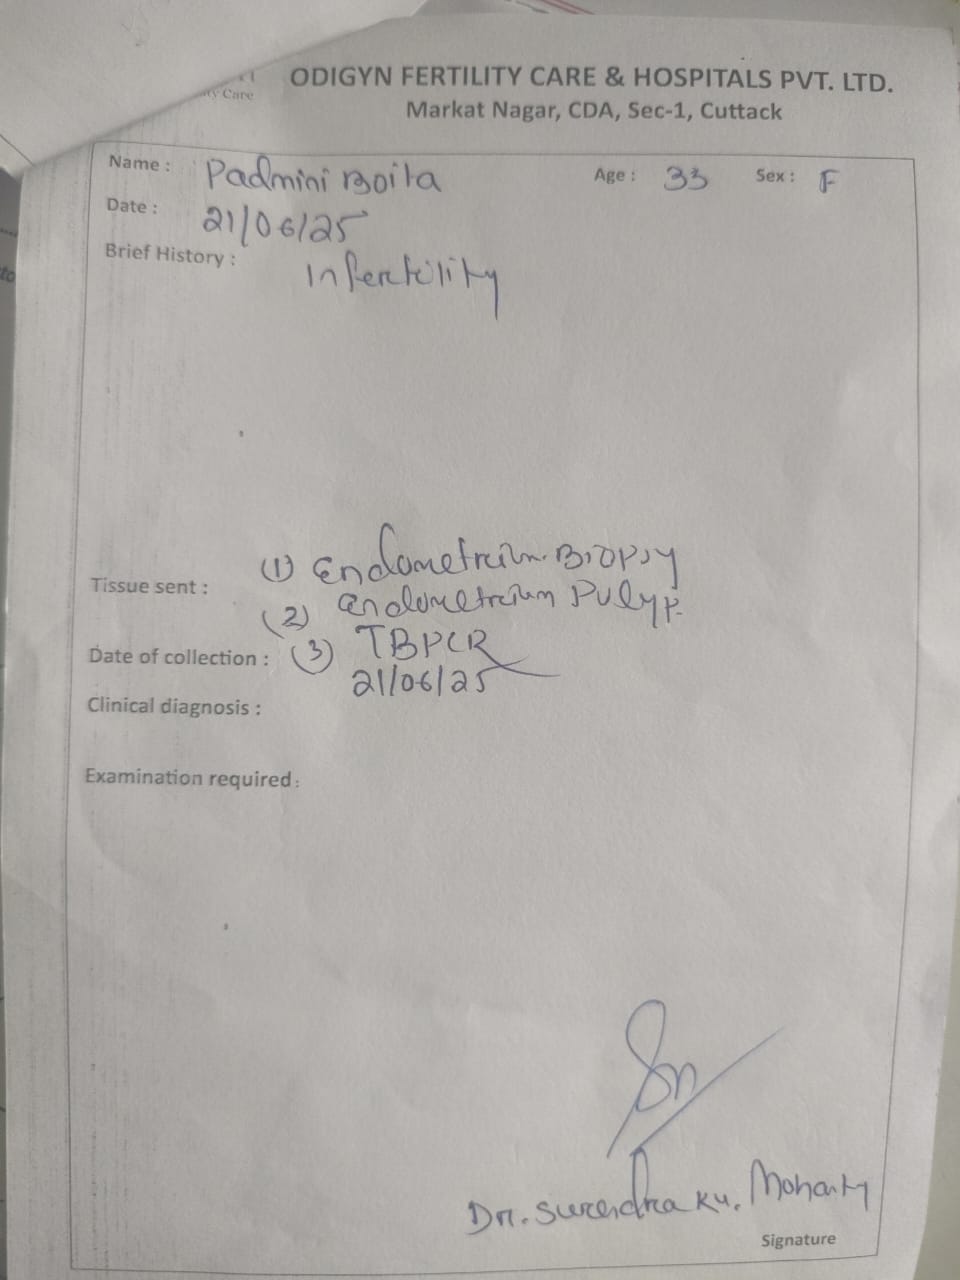 ODIGYN FERTILITY CARE & HOSPITALS PVT. LTD.
Care
Markat Nagar, CDA, Sec-1, Cuttack
Name : Padmini Boita Age : 33 Sex : F
Date : 21/06/25
Brief History : Infertility
(1) Endometrium Biopsy
Tissue sent :
(2) endometrium Pulyp.
Date of collection : (3) TBPCR
21/06/25
Clinical diagnosis :
Examination required :
Dr. Surendra Ku. Mohanty
Signature